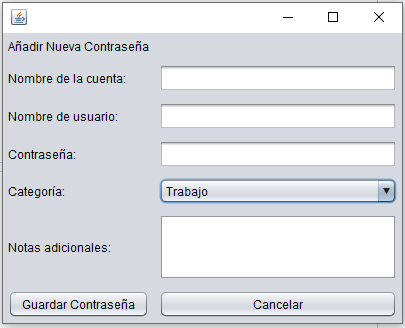 Añadir Nueva Contraseña
Nombre de la cuenta:
Nombre de usuario:
Contraseña:
Categoría: Trabajo
Notas adicionales:
Guardar Contraseña Cancelar